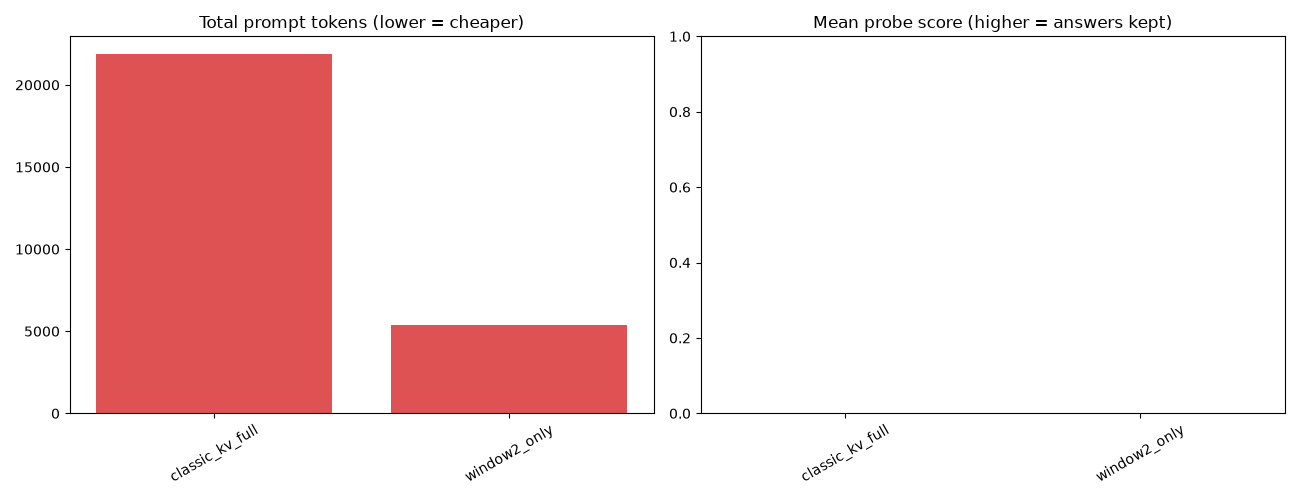 Total prompt tokens (lower = cheaper)
20000
15000
10000
5000
0
classic_kv_full
window2_only
Mean probe score (higher = answers kept)
1.0
0.8
0.6
0.4
0.2
0.0
classic_kv_full
window2_only